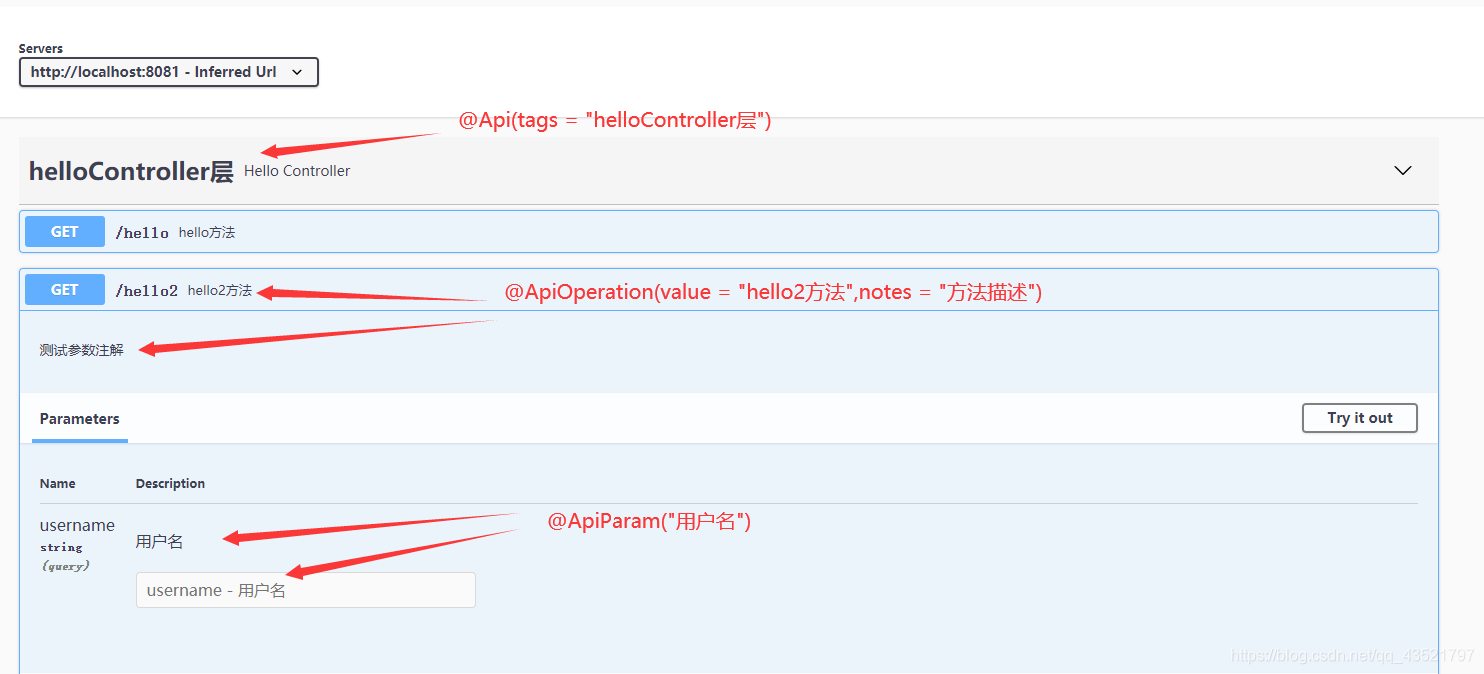 Servers
http://localhost:8081 - Inferred Url
@Api(tags = "helloController层")
helloController层 Hello Controller
GET /hello hello方法
GET /hello2 hello2方法
@ApiOperation(value = "hello2方法",notes = "方法描述")
测试参数注解
Parameters
Try it out
Name Description
username
string
(query)
用户名
@ApiParam("用户名")
username - 用户名
https://blog.csdn.net/qq_43521797